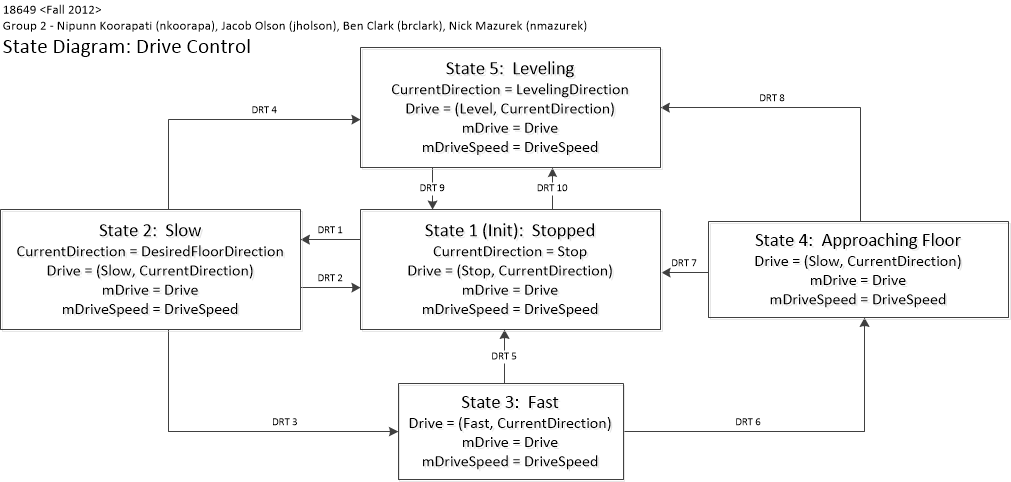 18649 <Fall 2012>
Group 2 - Nipunn Koorapati (nkoorapa), Jacob Olson (jholson), Ben Clark (brclark), Nick Mazurek (nmazurek)
State Diagram: Drive Control
State 5:  Leveling
CurrentDirection = LevelingDirection
Drive = (Level, CurrentDirection)
mDrive = Drive
mDriveSpeed = DriveSpeed
DRT 4
DRT 8
DRT 9
DRT 10
State 2:  Slow
CurrentDirection = DesiredFloorDirection
Drive = (Slow, CurrentDirection)
mDrive = Drive
mDriveSpeed = DriveSpeed
DRT 1
DRT 2
State 1 (Init):  Stopped
CurrentDirection = Stop
Drive = (Stop, CurrentDirection)
mDrive = Drive
mDriveSpeed = DriveSpeed
DRT 7
State 4:  Approaching Floor
Drive = (Slow, CurrentDirection)
mDrive = Drive
mDriveSpeed = DriveSpeed
DRT 5
DRT 3
State 3:  Fast
Drive = (Fast, CurrentDirection)
mDrive = Drive
mDriveSpeed = DriveSpeed
DRT 6